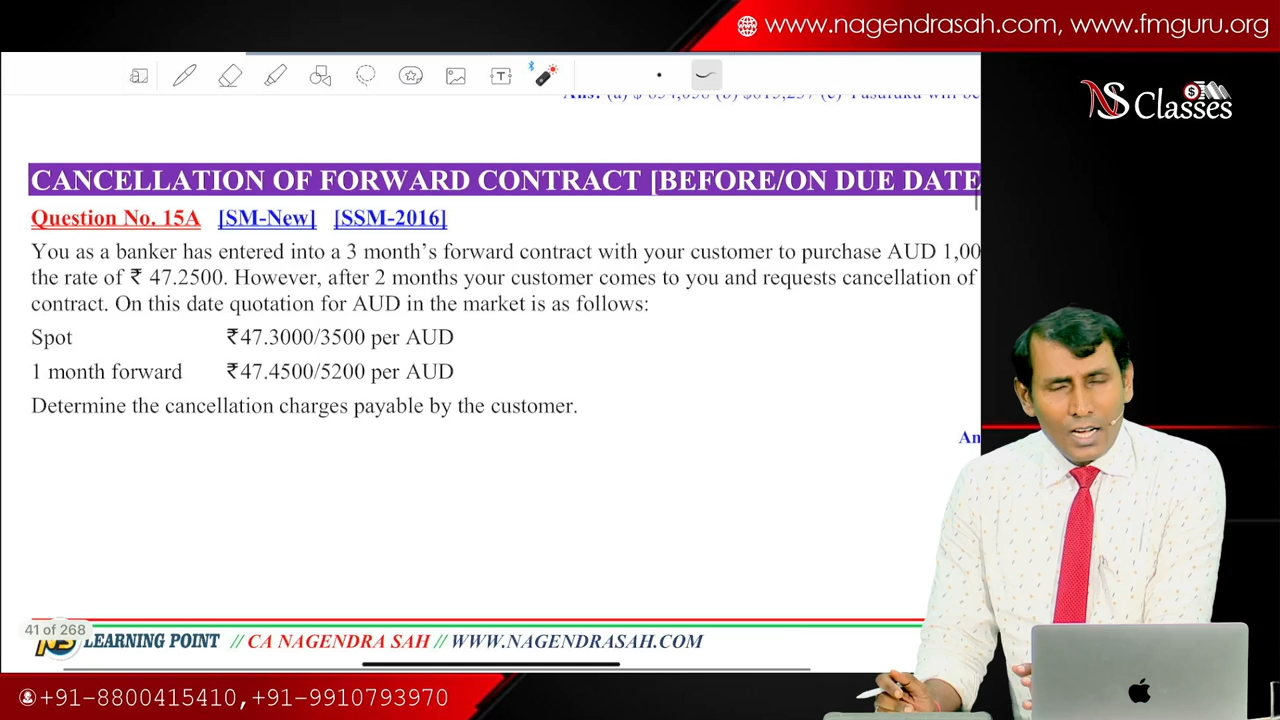 www.nagendrasah.com, www.fmguru.org
NS Classes
CANCELLATION OF FORWARD CONTRACT [BEFORE/ON DUE DATE
Question No. 15A [SM-New] [SSM-2016]
You as a banker has entered into a 3 month’s forward contract with your customer to purchase AUD 1,00
the rate of ₹ 47.2500. However, after 2 months your customer comes to you and requests cancellation of
contract. On this date quotation for AUD in the market is as follows:
Spot ₹47.3000/3500 per AUD
1 month forward ₹47.4500/5200 per AUD
Determine the cancellation charges payable by the customer.
An
41 of 268
LEARNING POINT // CA NAGENDRA SAH // WWW.NAGENDRASAH.COM
+91-8800415410,+91-9910793970